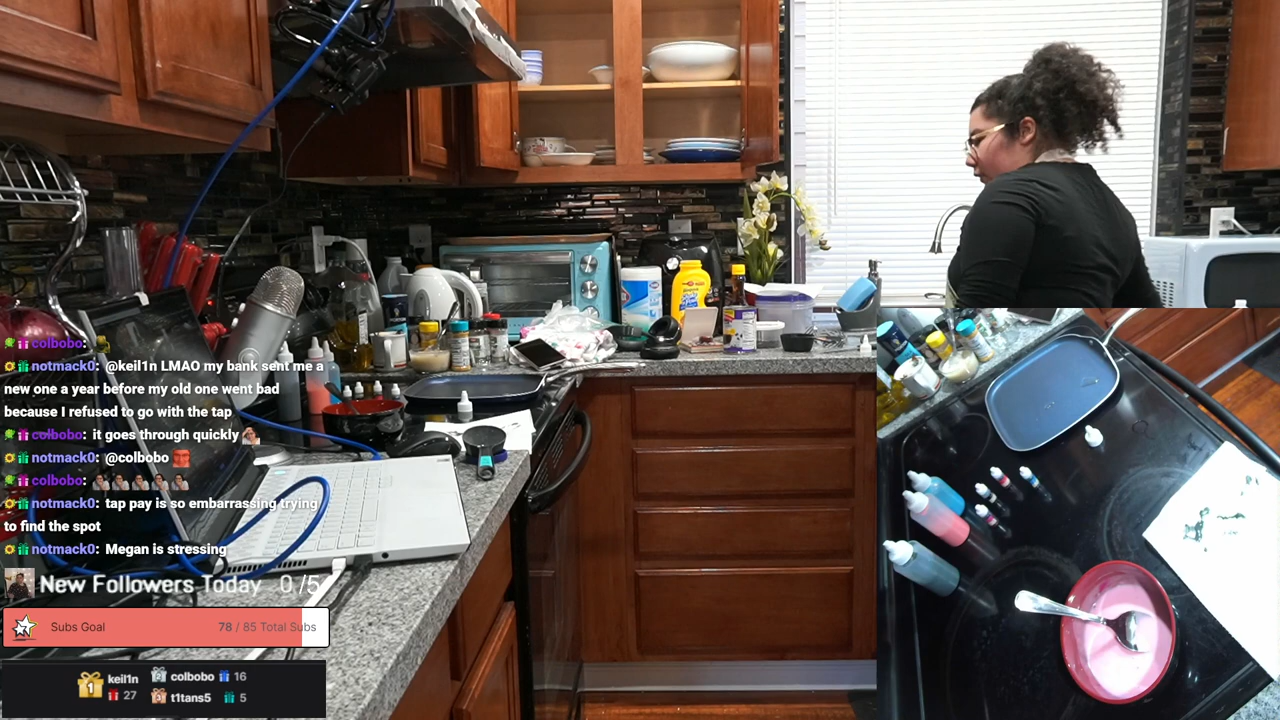 colbobo:
notmack0: @keil1n LMAO my bank sent me a
new one a year before my old one went bad
because I refused to go with the tap
colbobo: it goes through quickly
notmack0: @colbobo
colbobo:
notmack0: tap pay is so embarrassing trying
to find the spot
notmack0: Megan is stressing
New Followers Today 0 /5
Subs Goal 78 / 85 Total Subs
1 keil1n 27
colbobo 16
t1tans5 5